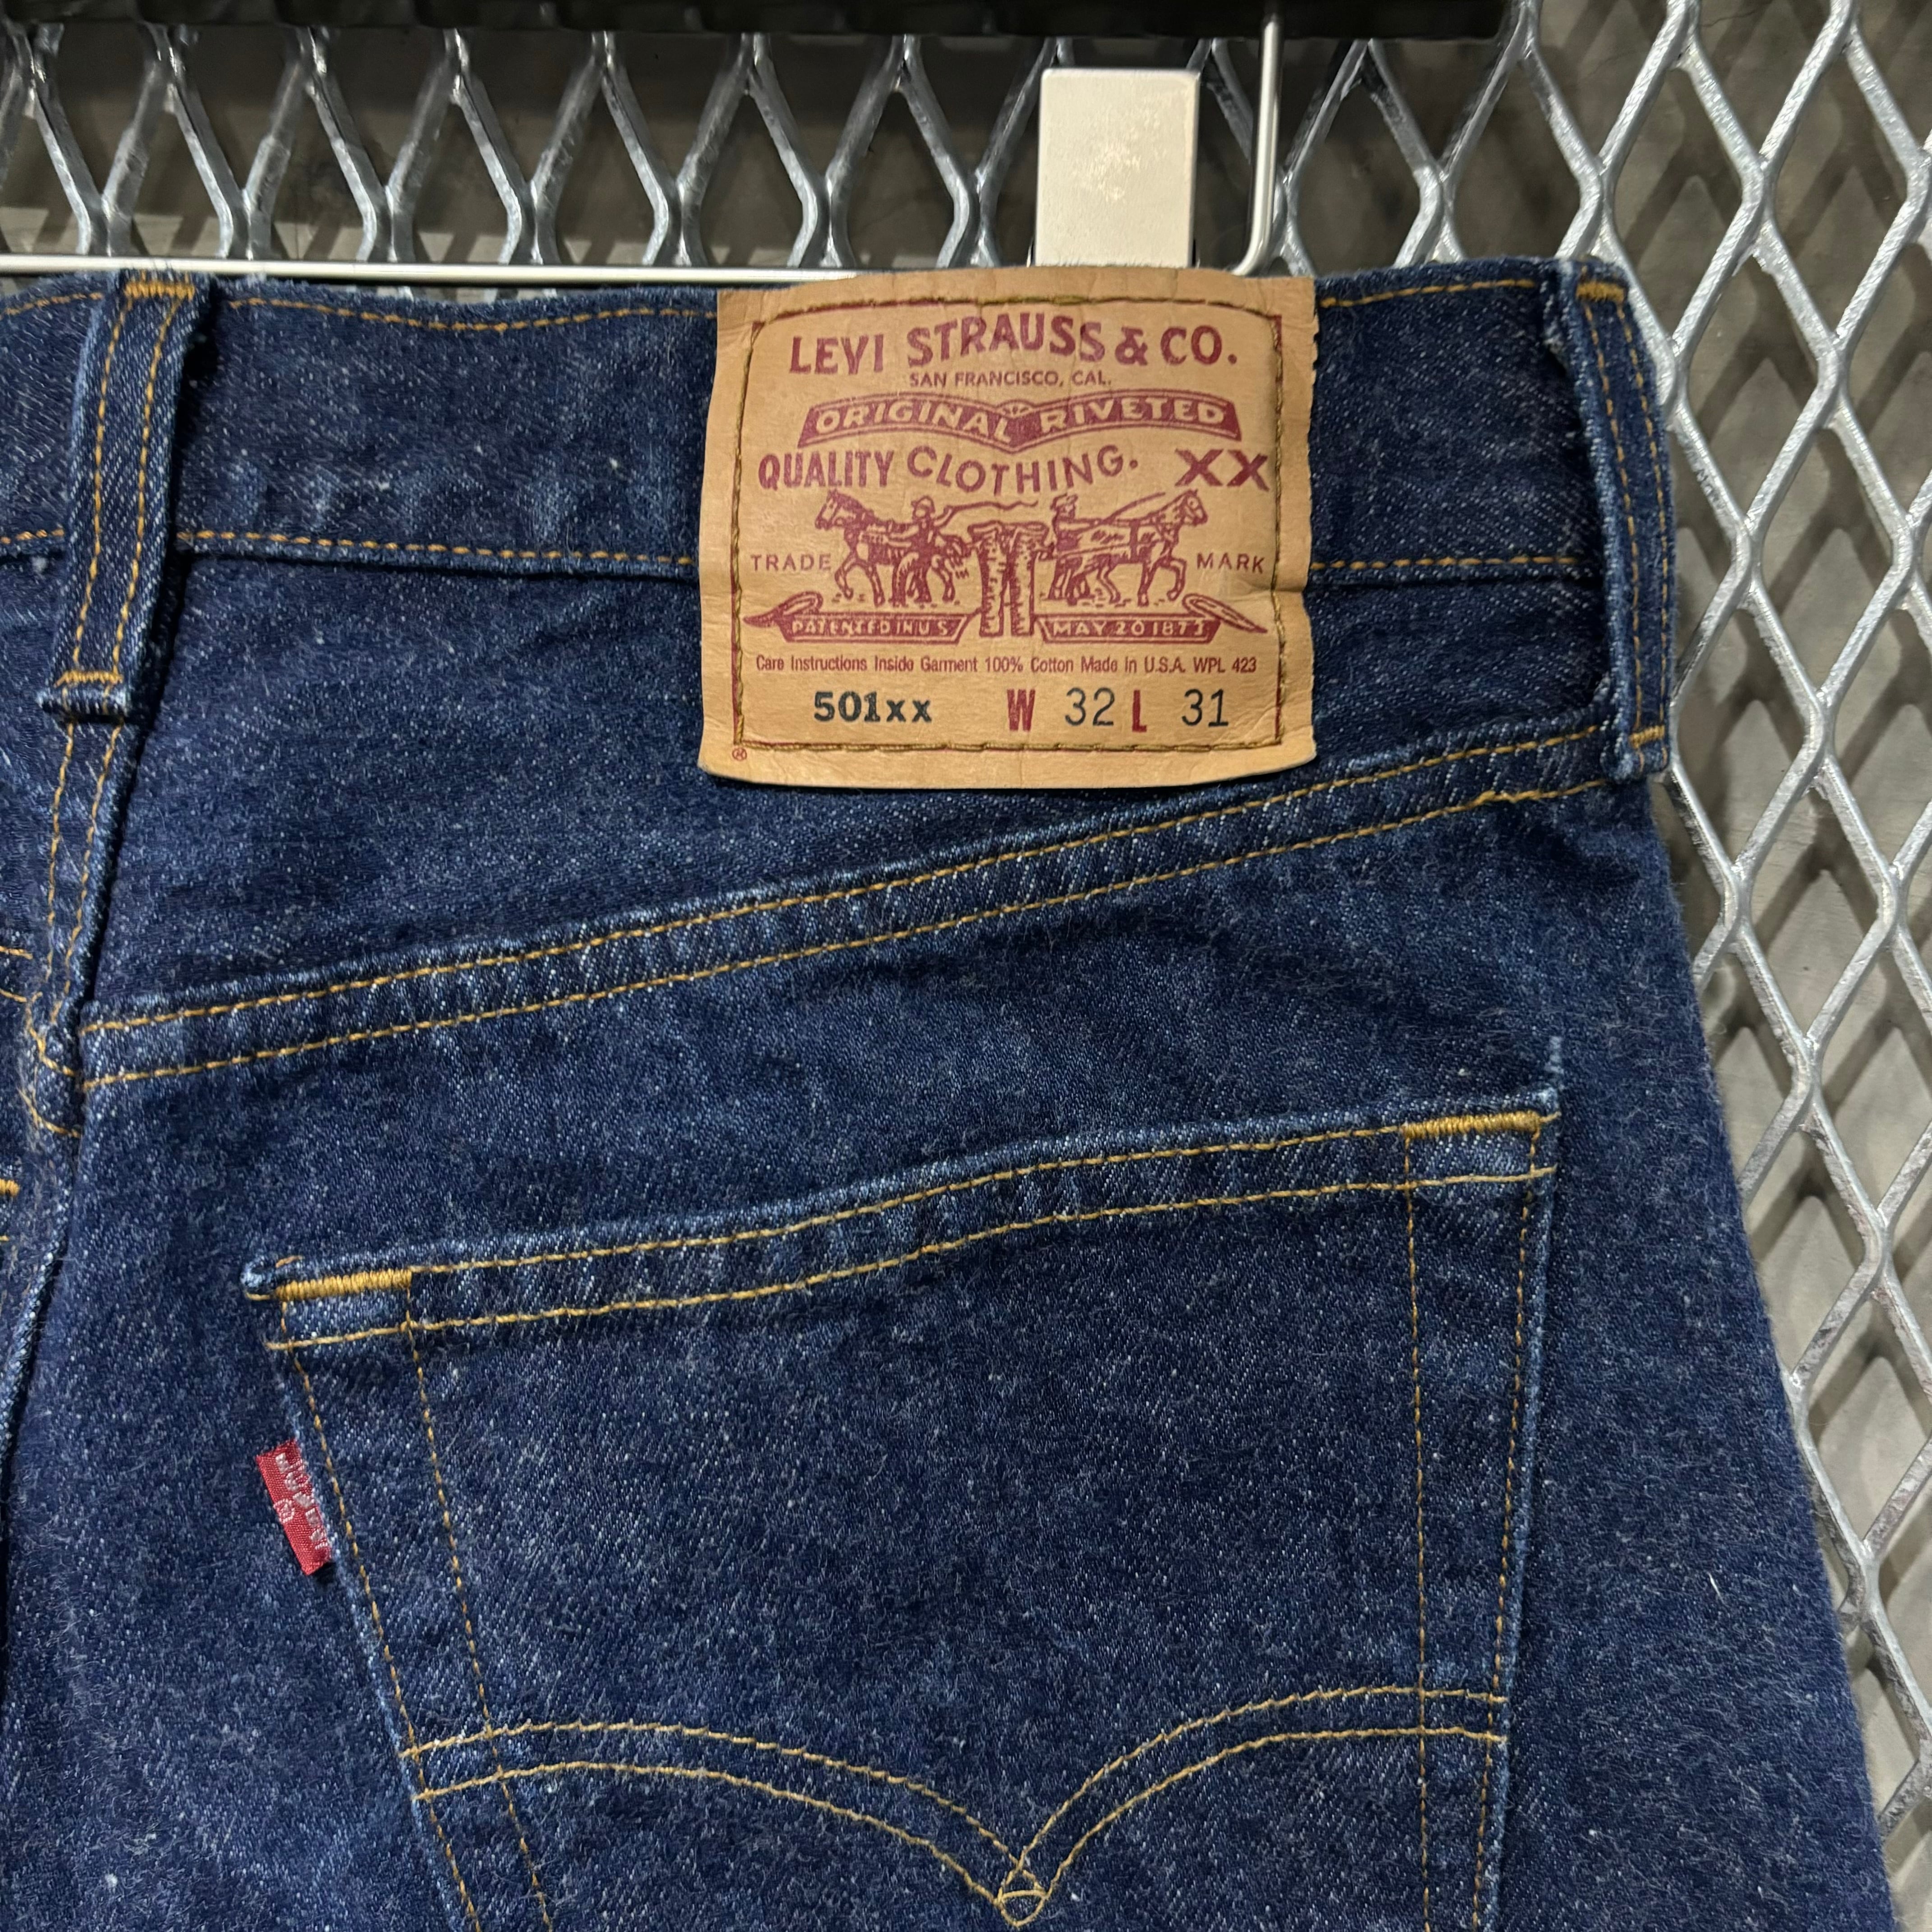 LEVI STRAUSS & CO.
SAN FRANCISCO, CAL.
ORIGINAL RIVETED
QUALITY CLOTHING. XX
TRADE MARK
PATENTED IN U.S. MAY 20 1873
Care Instructions Inside Garment 100% Cotton Made in U.S.A. WPL 423
501xx W 32 L 31
®
LEVI'S
®